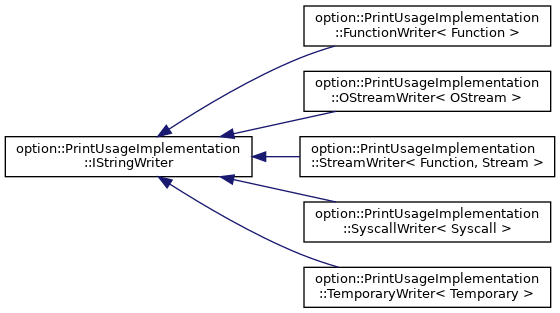 option::PrintUsageImplementation
::FunctionWriter< Function >
option::PrintUsageImplementation
::OStreamWriter< OStream >
option::PrintUsageImplementation
::IStringWriter
option::PrintUsageImplementation
::StreamWriter< Function, Stream >
option::PrintUsageImplementation
::SyscallWriter< Syscall >
option::PrintUsageImplementation
::TemporaryWriter< Temporary >